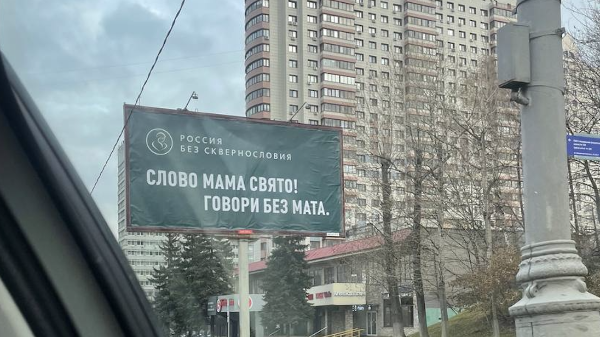 РОССИЯ
БЕЗ СКВЕРНОСЛОВИЯ
СЛОВО МАМА СВЯТО!
ГОВОРИ БЕЗ МАТА.